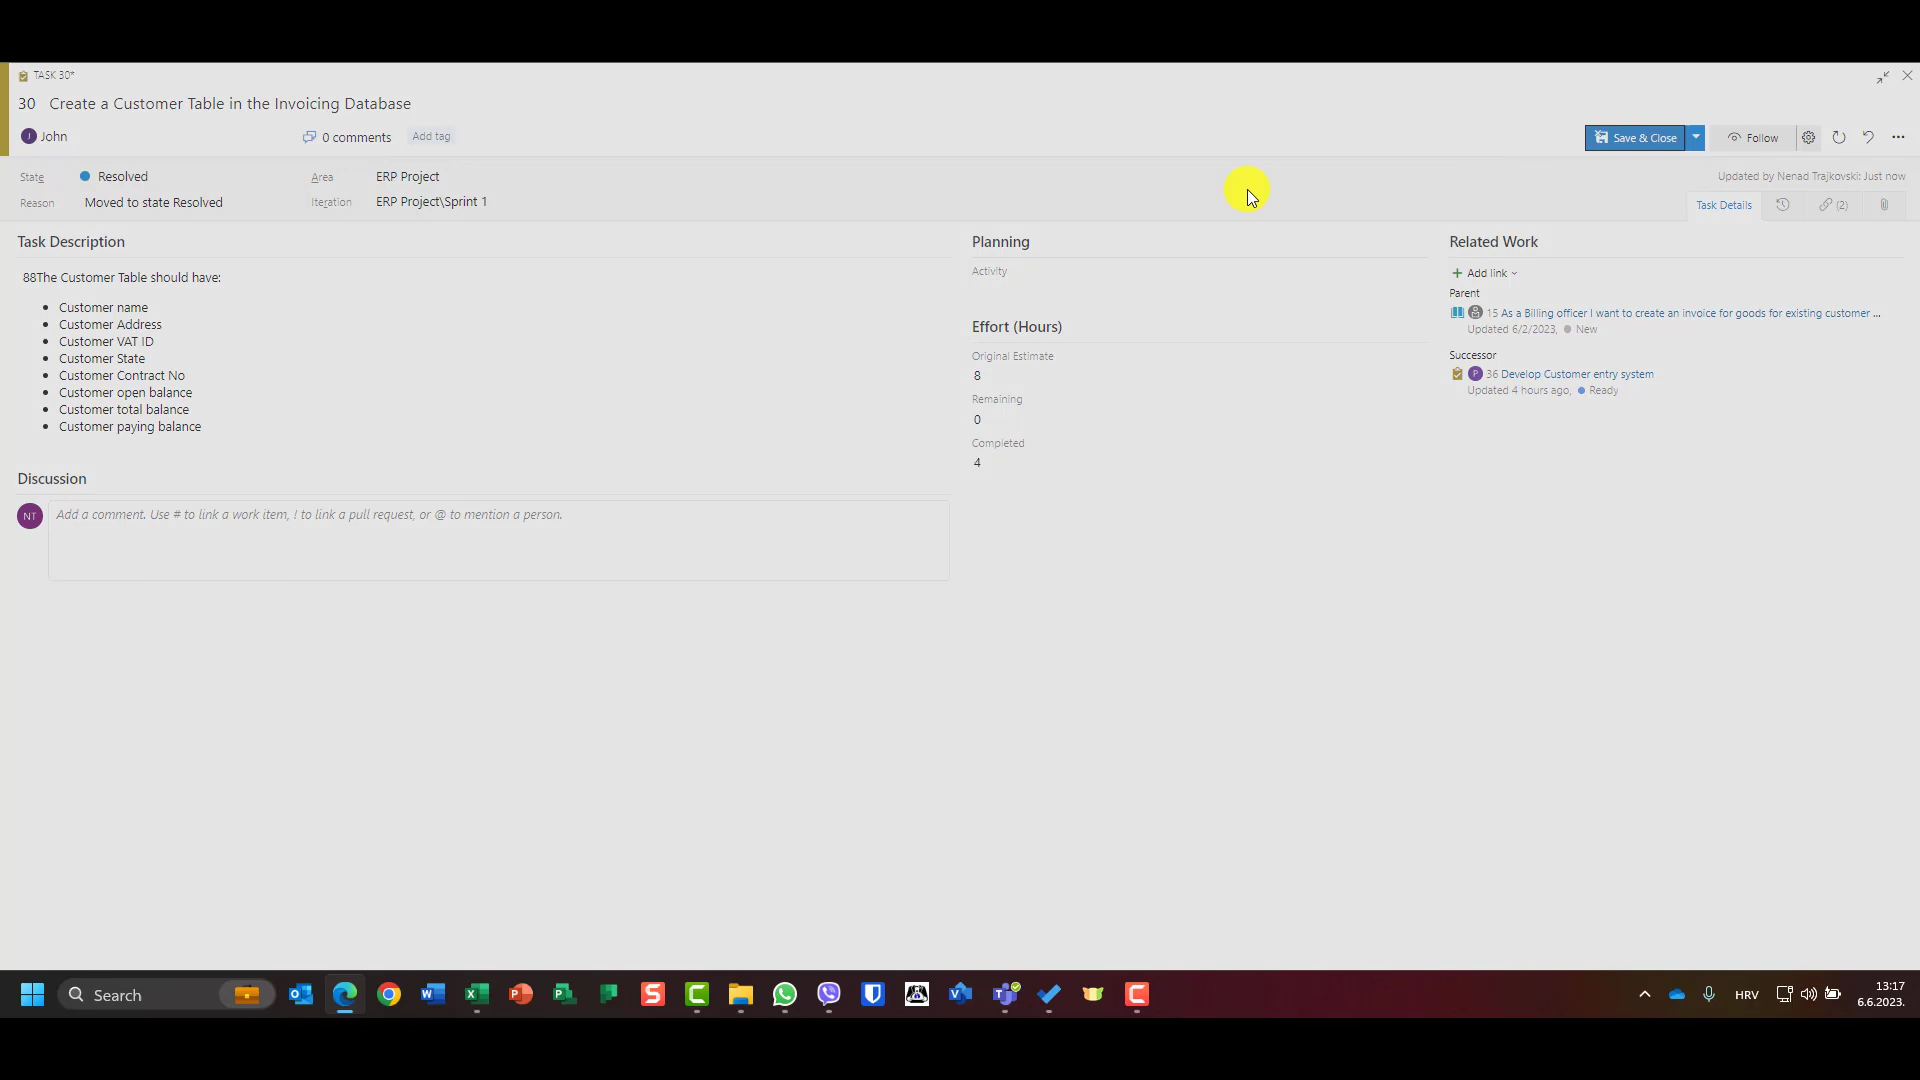 TASK 30*
30 Create a Customer Table in the Invoicing Database
J John
0 comments
Add tag
Save & Close
Follow
State
Resolved
Area
ERP Project
Updated by Nenad Trajkovski: Just now
Reason
Moved to state Resolved
Iteration
ERP Project\Sprint 1
Task Details
(2)
Task Description
88The Customer Table should have:
• Customer name
• Customer Address
• Customer VAT ID
• Customer State
• Customer Contract No
• Customer open balance
• Customer total balance
• Customer paying balance
Discussion
NT
Add a comment. Use # to link a work item, ! to link a pull request, or @ to mention a person.
Planning
Activity
Effort (Hours)
Original Estimate
8
Remaining
0
Completed
4
Related Work
+ Add link
Parent
15 As a Billing officer I want to create an invoice for goods for existing customer ...
Updated 6/2/2023, New
Successor
P 36 Develop Customer entry system
Updated 4 hours ago, Ready
Search
HRV
13:17
6.6.2023.